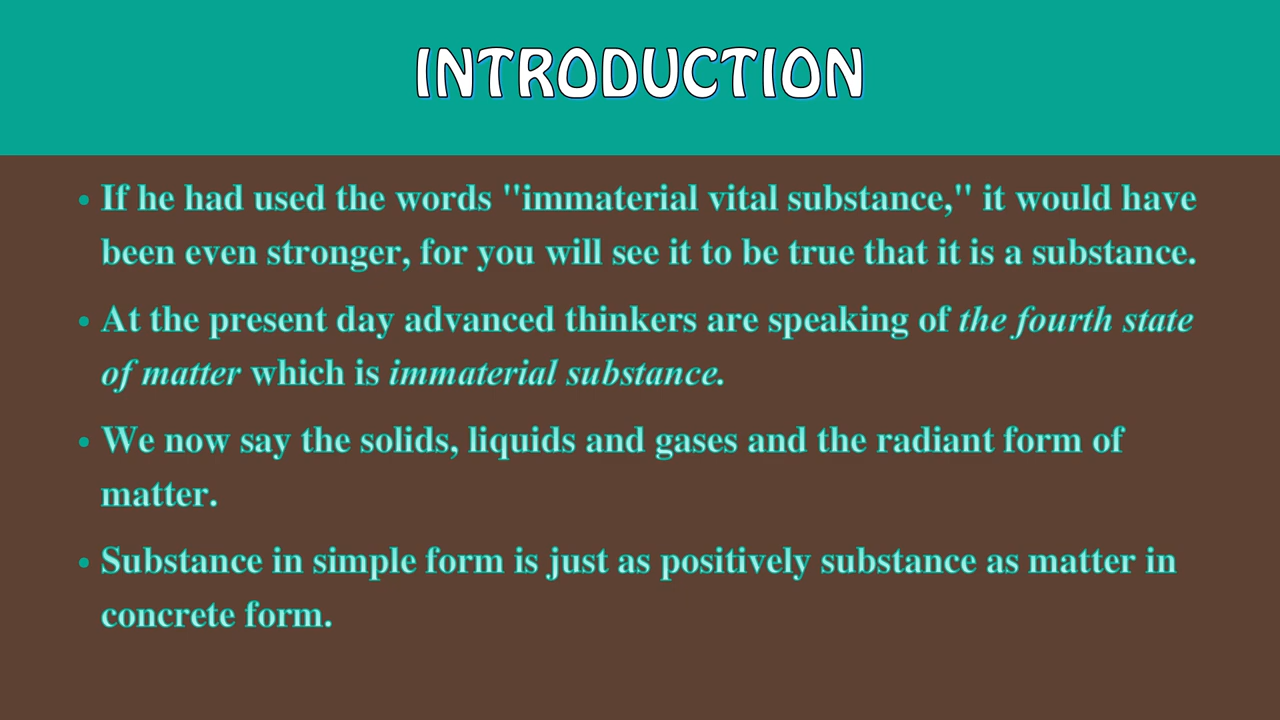 INTRODUCTION
• If he had used the words "immaterial vital substance," it would have
been even stronger, for you will see it to be true that it is a substance.
• At the present day advanced thinkers are speaking of the fourth state
of matter which is immaterial substance.
• We now say the solids, liquids and gases and the radiant form of
matter.
• Substance in simple form is just as positively substance as matter in
concrete form.